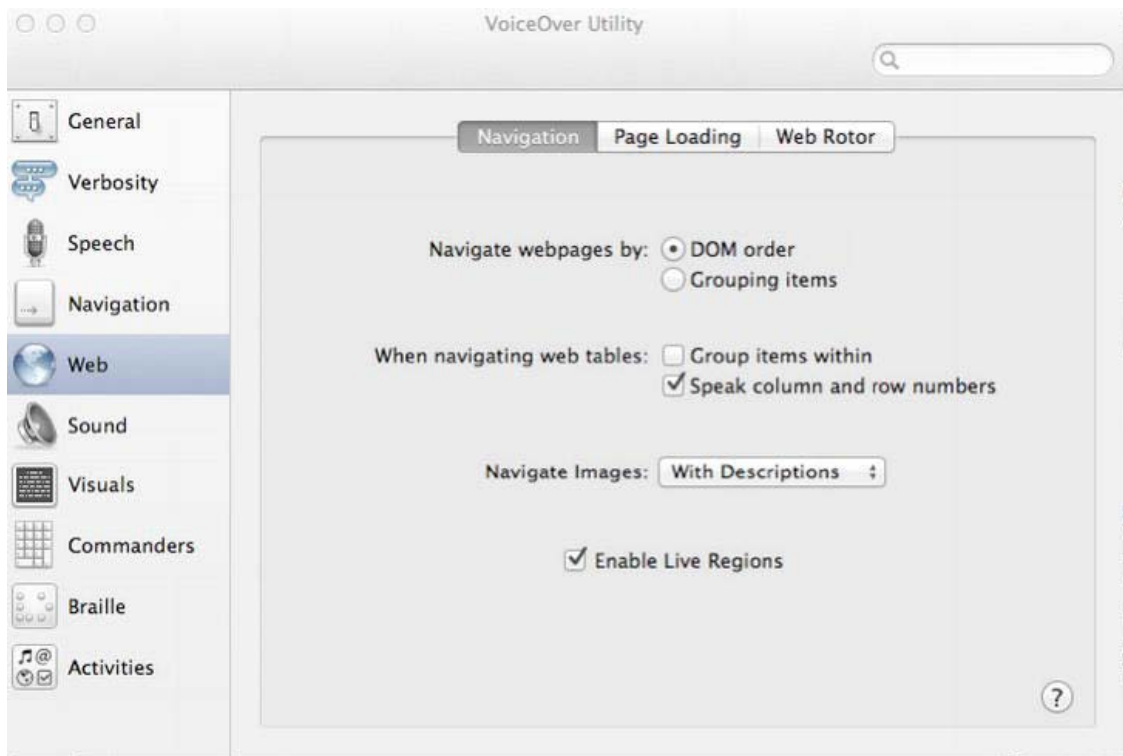 VoiceOver Utility
General
Verbosity
Speech
Navigation
Web
Sound
Visuals
Commanders
Braille
Activities
Navigation Page Loading Web Rotor
Navigate webpages by: DOM order
Grouping items
When navigating web tables: Group items within
Speak column and row numbers
Navigate Images: With Descriptions
Enable Live Regions
?